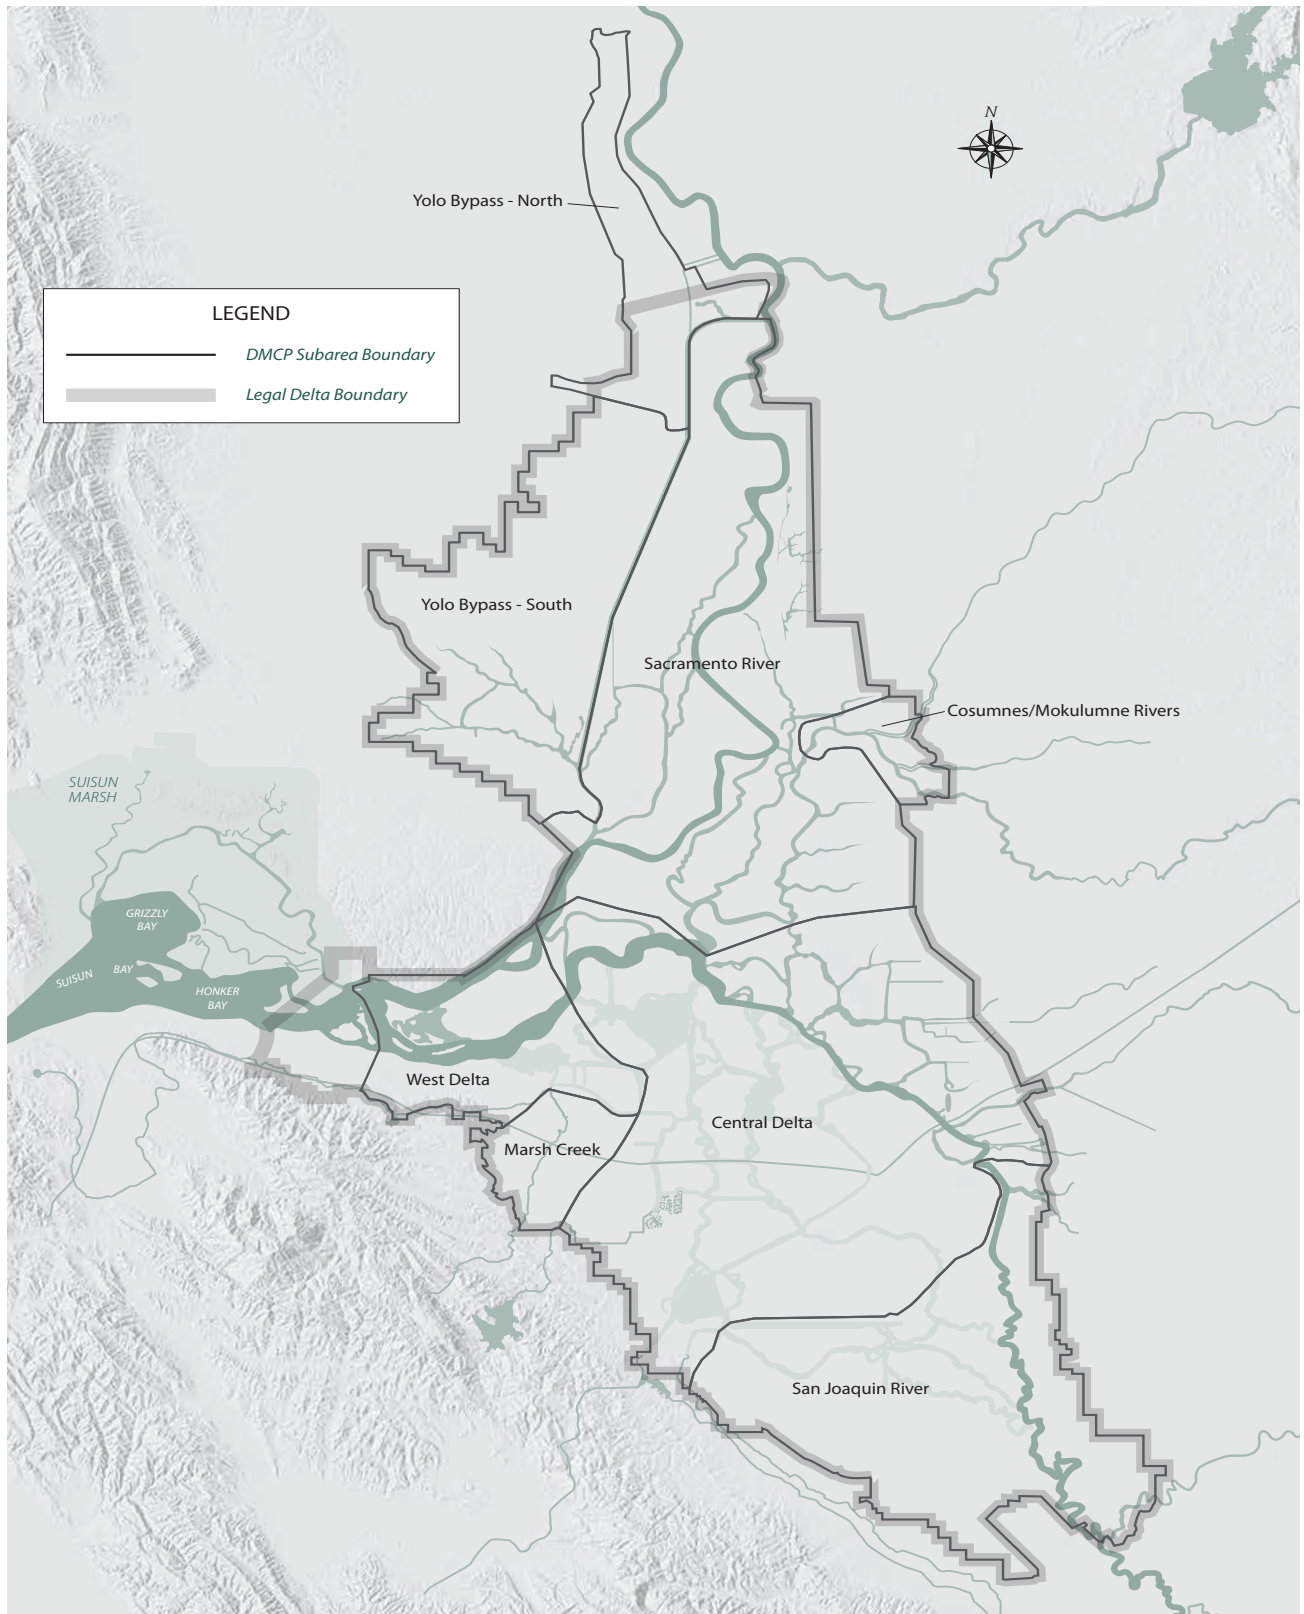 N
Yolo Bypass - North
LEGEND
DMCP Subarea Boundary
Legal Delta Boundary
Yolo Bypass - South
Sacramento River
Cosumnes/Mokulumne Rivers
SUISUN
MARSH
GRIZZLY
BAY
SUISUN BAY
HONKER
BAY
West Delta
Central Delta
Marsh Creek
San Joaquin River